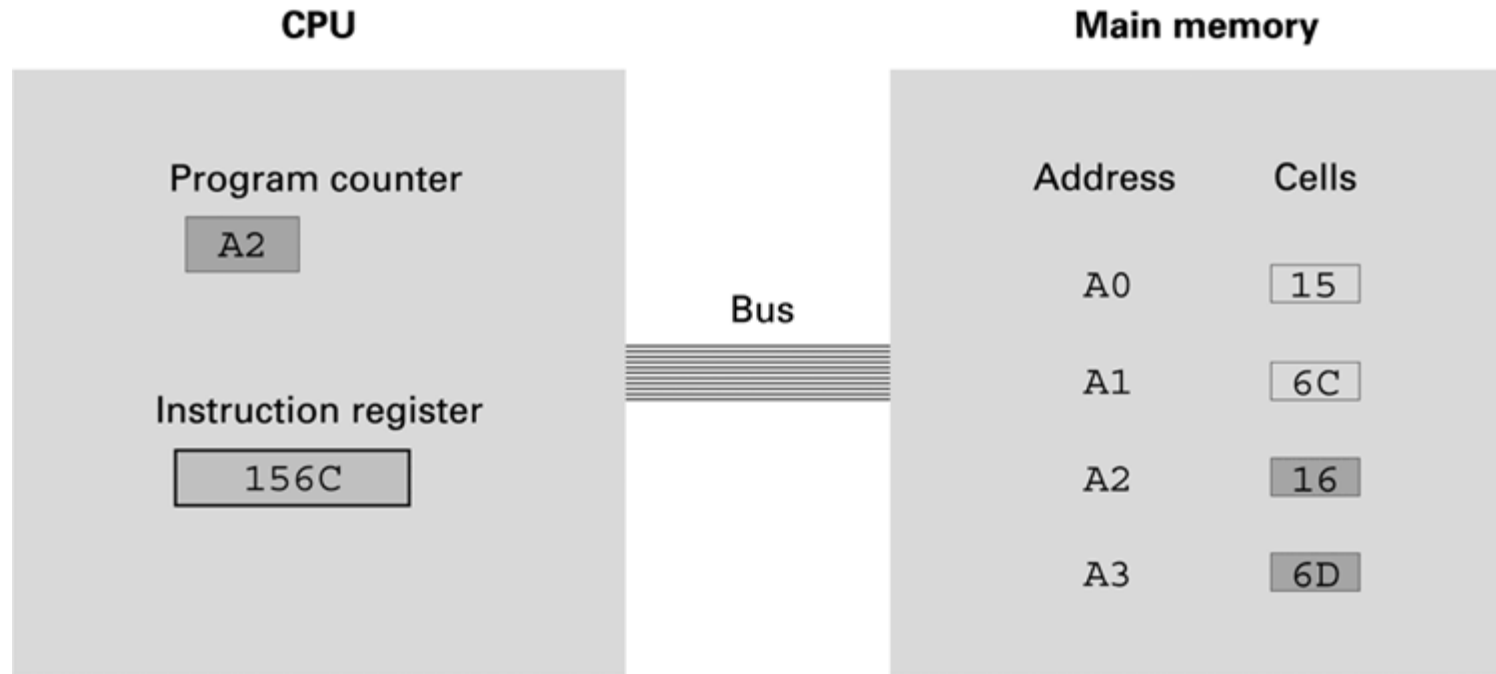 CPU
Main memory
Program counter
A2
Instruction register
156C
Bus
Address Cells
A0 15
A1 6C
A2 16
A3 6D